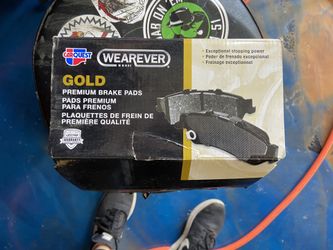 CARQUEST
WEAREVER
GOLD
PREMIUM BRAKE PADS
PADS PREMIUM
PARA FRENOS
PLAQUETTES DE FREIN DE
PREMIÈRE QUALITÉ
• Exceptional stopping power
• Poder de frenado excepcional
• Freinage exceptionnel